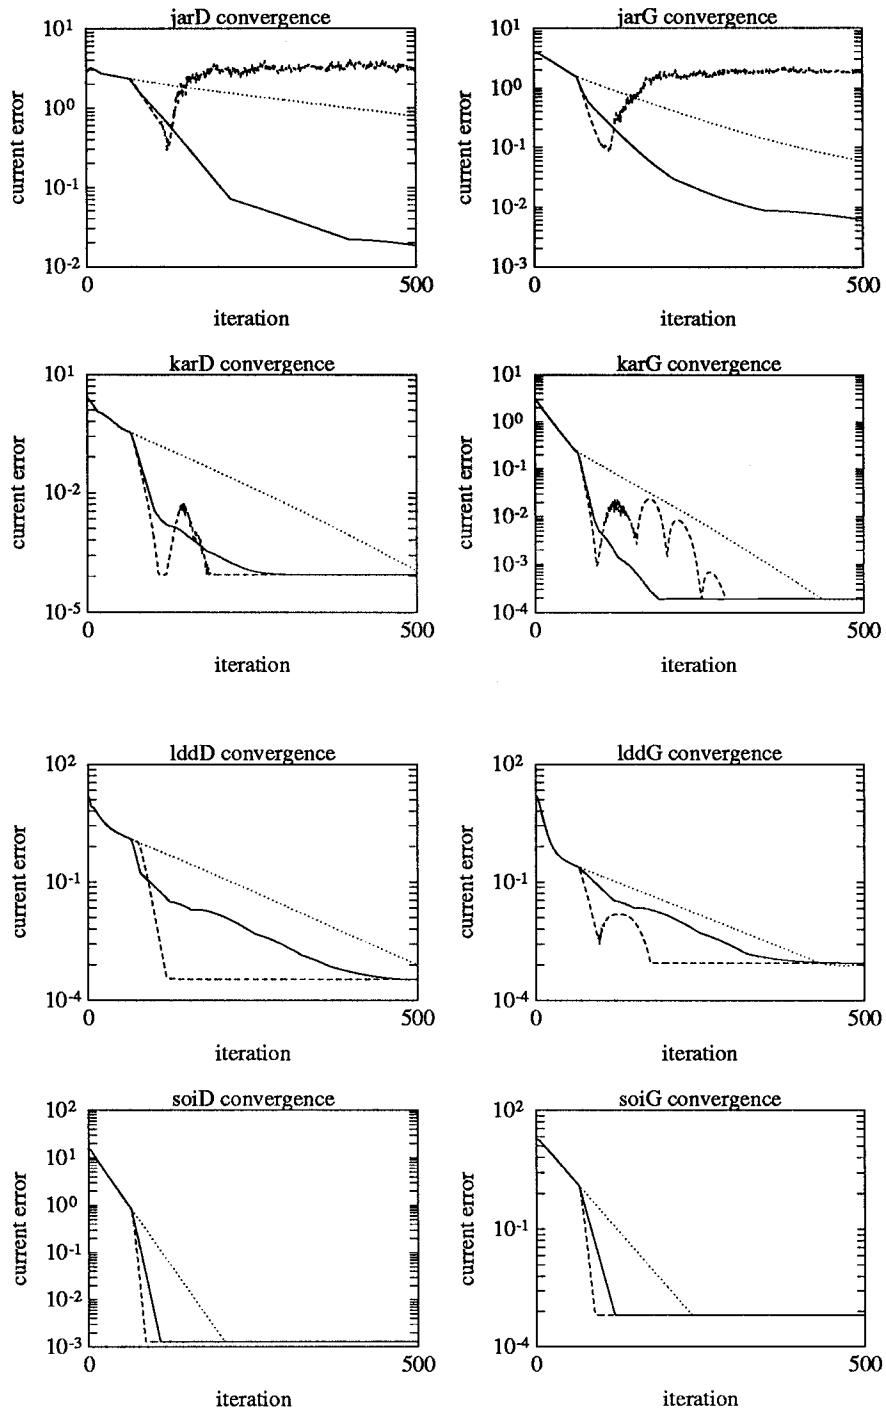 jarD convergence
10^1
10^0
10^-1
10^-2
current error
0
500
iteration
jarG convergence
10^1
10^0
10^-1
10^-2
10^-3
current error
0
500
iteration
karD convergence
10^1
10^-2
10^-5
current error
0
500
iteration
karG convergence
10^1
10^0
10^-1
10^-2
10^-3
10^-4
current error
0
500
iteration
lddD convergence
10^2
10^-1
10^-4
current error
0
500
iteration
lddG convergence
10^2
10^-1
10^-4
current error
0
500
iteration
soiD convergence
10^2
10^1
10^0
10^-1
10^-2
10^-3
current error
0
500
iteration
soiG convergence
10^2
10^-1
10^-4
current error
0
500
iteration